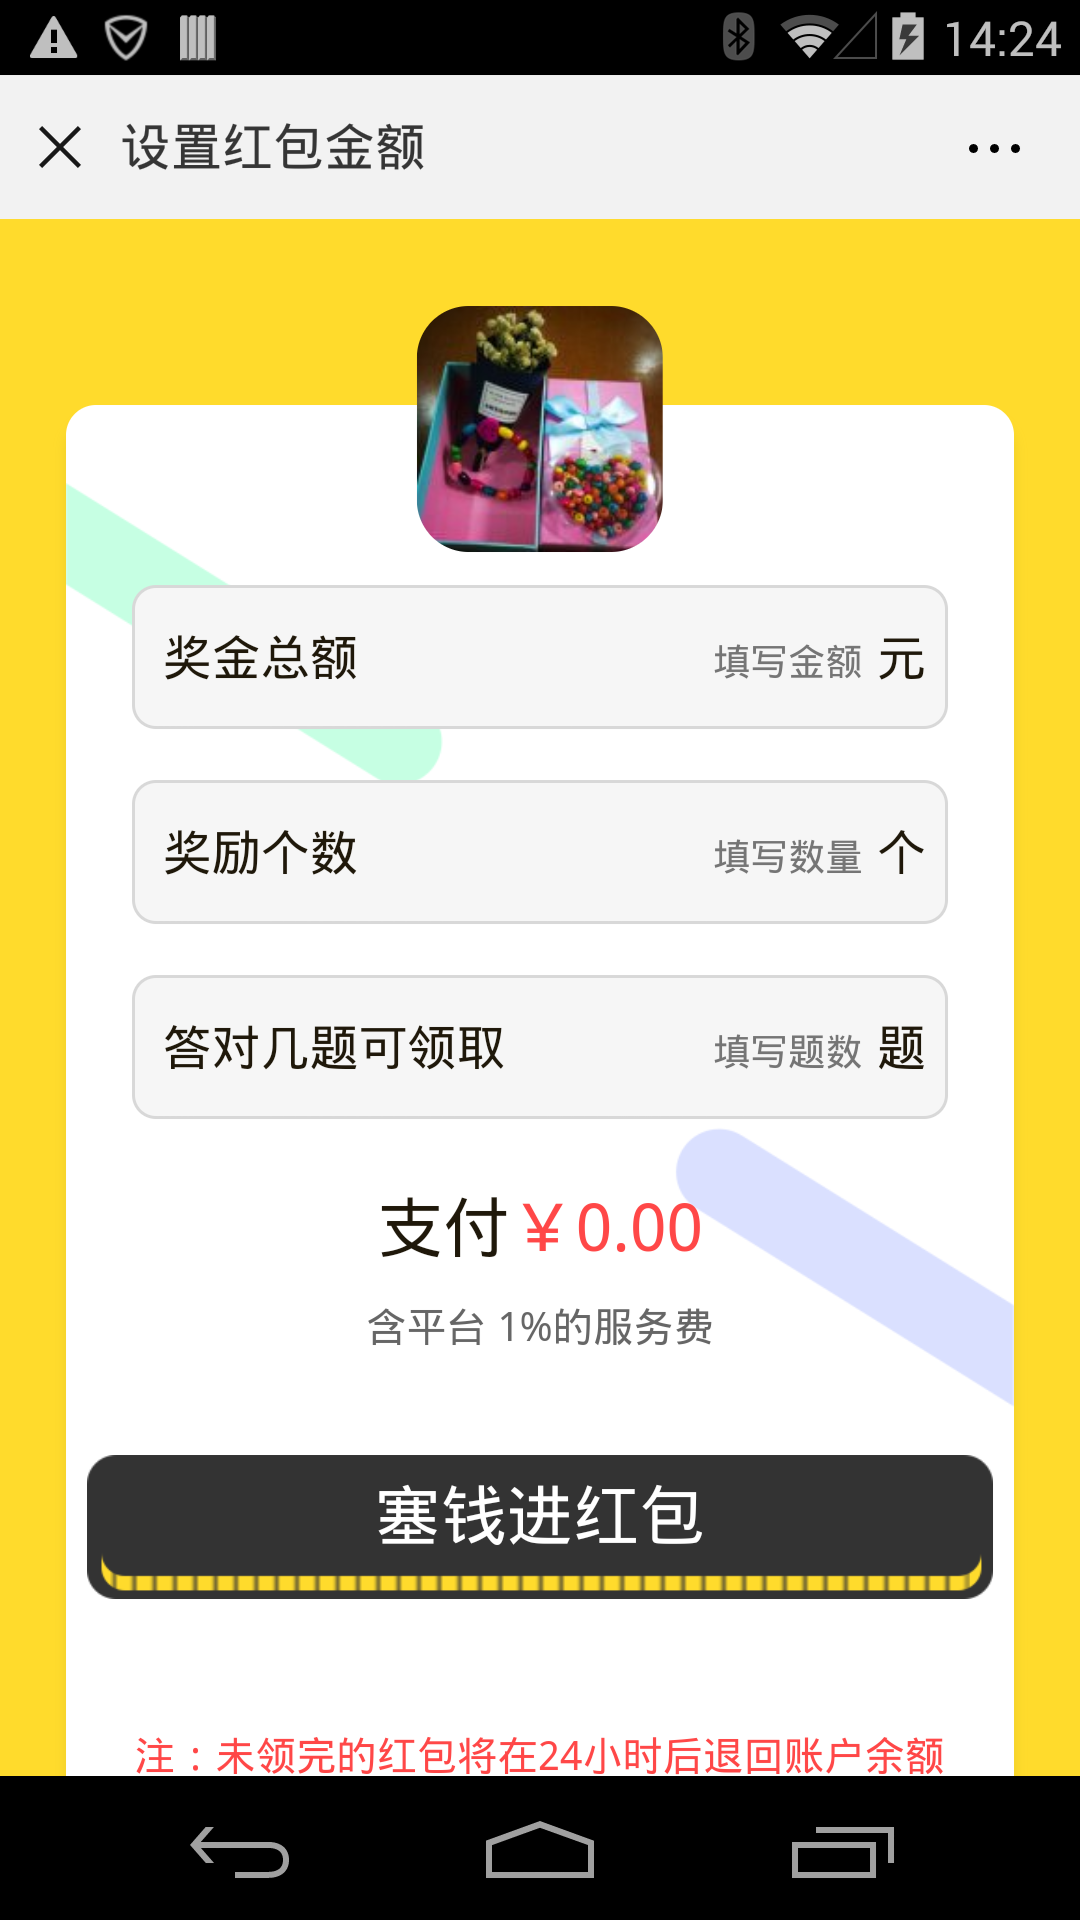 14:24
设置红包金额
奖金总额 填写金额 元
奖励个数 填写数量 个
答对几题可领取 填写题数 题
支付￥0.00
含平台 1%的服务费
塞钱进红包
注：未领完的红包将在24小时后退回账户余额